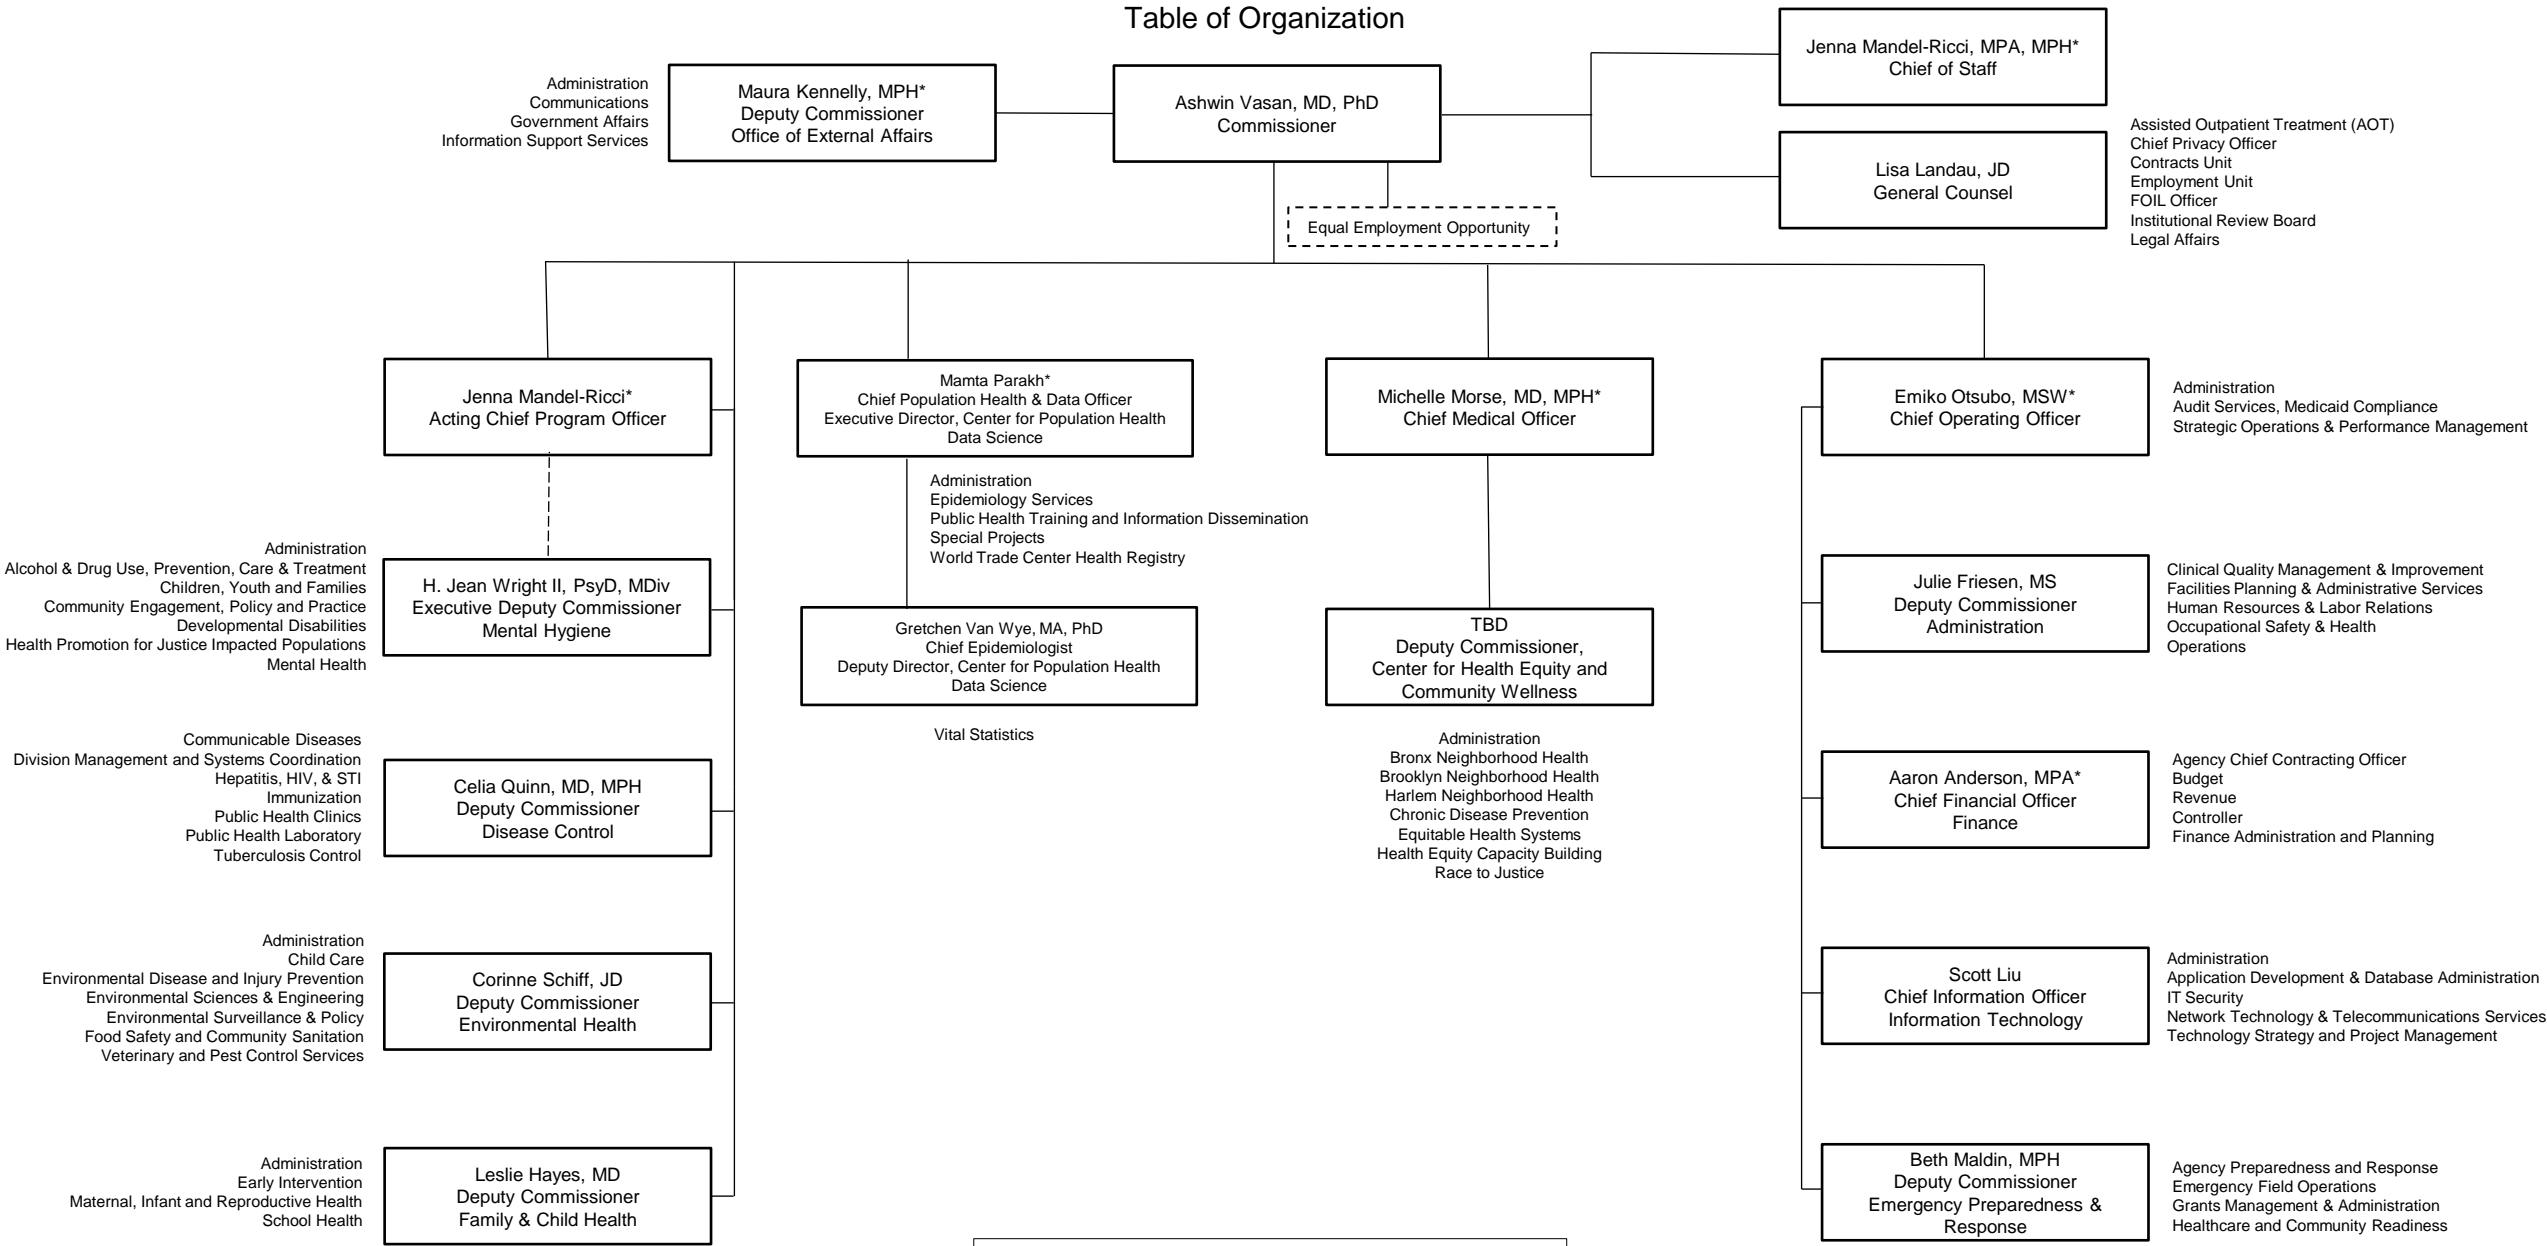 Table of Organization
Administration
Communications
Government Affairs
Information Support Services
Maura Kennelly, MPH*
Deputy Commissioner
Office of External Affairs
Ashwin Vasan, MD, PhD
Commissioner
Jenna Mandel-Ricci, MPA, MPH*
Chief of Staff
Lisa Landau, JD
General Counsel
Assisted Outpatient Treatment (AOT)
Chief Privacy Officer
Contracts Unit
Employment Unit
FOIL Officer
Institutional Review Board
Legal Affairs
Equal Employment Opportunity
Jenna Mandel-Ricci*
Acting Chief Program Officer
Administration
Alcohol & Drug Use, Prevention, Care & Treatment
Children, Youth and Families
Community Engagement, Policy and Practice
Developmental Disabilities
Health Promotion for Justice Impacted Populations
Mental Health
H. Jean Wright II, PsyD, MDiv
Executive Deputy Commissioner
Mental Hygiene
Communicable Diseases
Division Management and Systems Coordination
Hepatitis, HIV, & STI
Immunization
Public Health Clinics
Public Health Laboratory
Tuberculosis Control
Celia Quinn, MD, MPH
Deputy Commissioner
Disease Control
Administration
Child Care
Environmental Disease and Injury Prevention
Environmental Sciences & Engineering
Environmental Surveillance & Policy
Food Safety and Community Sanitation
Veterinary and Pest Control Services
Corinne Schiff, JD
Deputy Commissioner
Environmental Health
Administration
Early Intervention
Maternal, Infant and Reproductive Health
School Health
Leslie Hayes, MD
Deputy Commissioner
Family & Child Health
Mamta Parakh*
Chief Population Health & Data Officer
Executive Director, Center for Population Health
Data Science
Administration
Epidemiology Services
Public Health Training and Information Dissemination
Special Projects
World Trade Center Health Registry
Gretchen Van Wye, MA, PhD
Chief Epidemiologist
Deputy Director, Center for Population Health
Data Science
Vital Statistics
Michelle Morse, MD, MPH*
Chief Medical Officer
TBD
Deputy Commissioner,
Center for Health Equity and
Community Wellness
Administration
Bronx Neighborhood Health
Brooklyn Neighborhood Health
Harlem Neighborhood Health
Chronic Disease Prevention
Equitable Health Systems
Health Equity Capacity Building
Race to Justice
Emiko Otsubo, MSW*
Chief Operating Officer
Administration
Audit Services, Medicaid Compliance
Strategic Operations & Performance Management
Julie Friesen, MS
Deputy Commissioner
Administration
Clinical Quality Management & Improvement
Facilities Planning & Administrative Services
Human Resources & Labor Relations
Occupational Safety & Health
Operations
Aaron Anderson, MPA*
Chief Financial Officer
Finance
Agency Chief Contracting Officer
Budget
Revenue
Controller
Finance Administration and Planning
Scott Liu
Chief Information Officer
Information Technology
Administration
Application Development & Database Administration
IT Security
Network Technology & Telecommunications Services
Technology Strategy and Project Management
Beth Maldin, MPH
Deputy Commissioner
Emergency Preparedness &
Response
Agency Preparedness and Response
Emergency Field Operations
Grants Management & Administration
Healthcare and Community Readiness